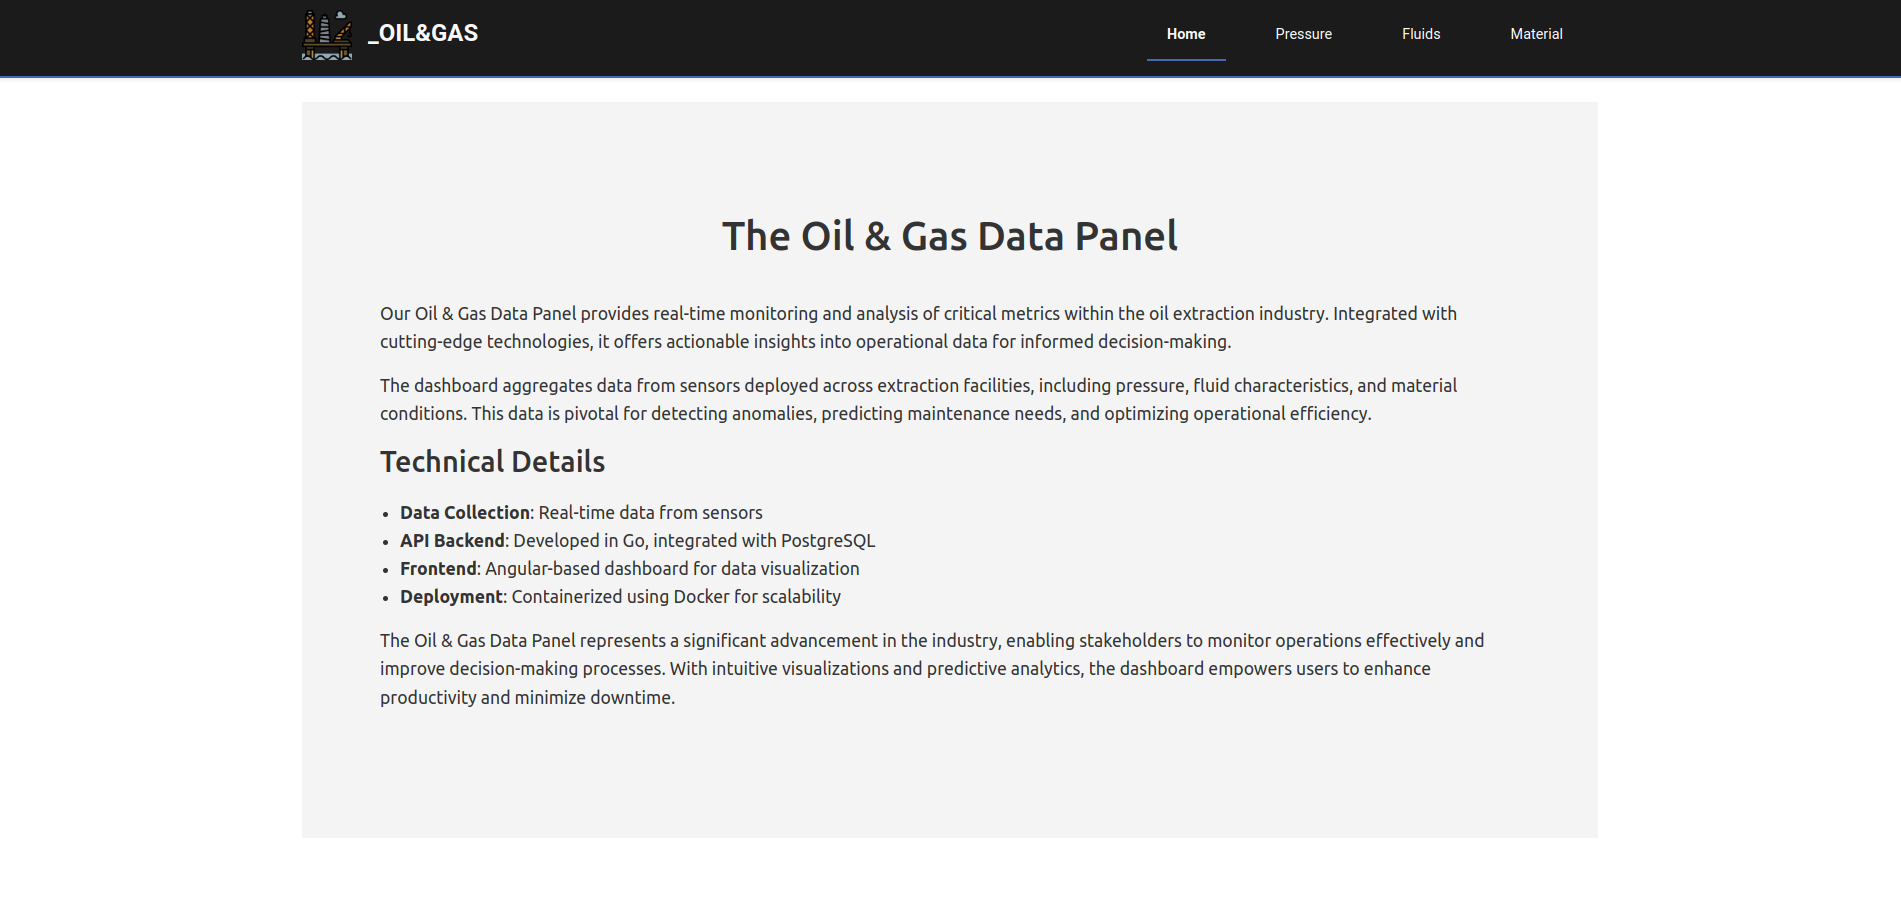 _OIL&GAS
Home Pressure Fluids Material
The Oil & Gas Data Panel
Our Oil & Gas Data Panel provides real-time monitoring and analysis of critical metrics within the oil extraction industry. Integrated with
cutting-edge technologies, it offers actionable insights into operational data for informed decision-making.
The dashboard aggregates data from sensors deployed across extraction facilities, including pressure, fluid characteristics, and material
conditions. This data is pivotal for detecting anomalies, predicting maintenance needs, and optimizing operational efficiency.
Technical Details
• Data Collection: Real-time data from sensors
• API Backend: Developed in Go, integrated with PostgreSQL
• Frontend: Angular-based dashboard for data visualization
• Deployment: Containerized using Docker for scalability
The Oil & Gas Data Panel represents a significant advancement in the industry, enabling stakeholders to monitor operations effectively and
improve decision-making processes. With intuitive visualizations and predictive analytics, the dashboard empowers users to enhance
productivity and minimize downtime.